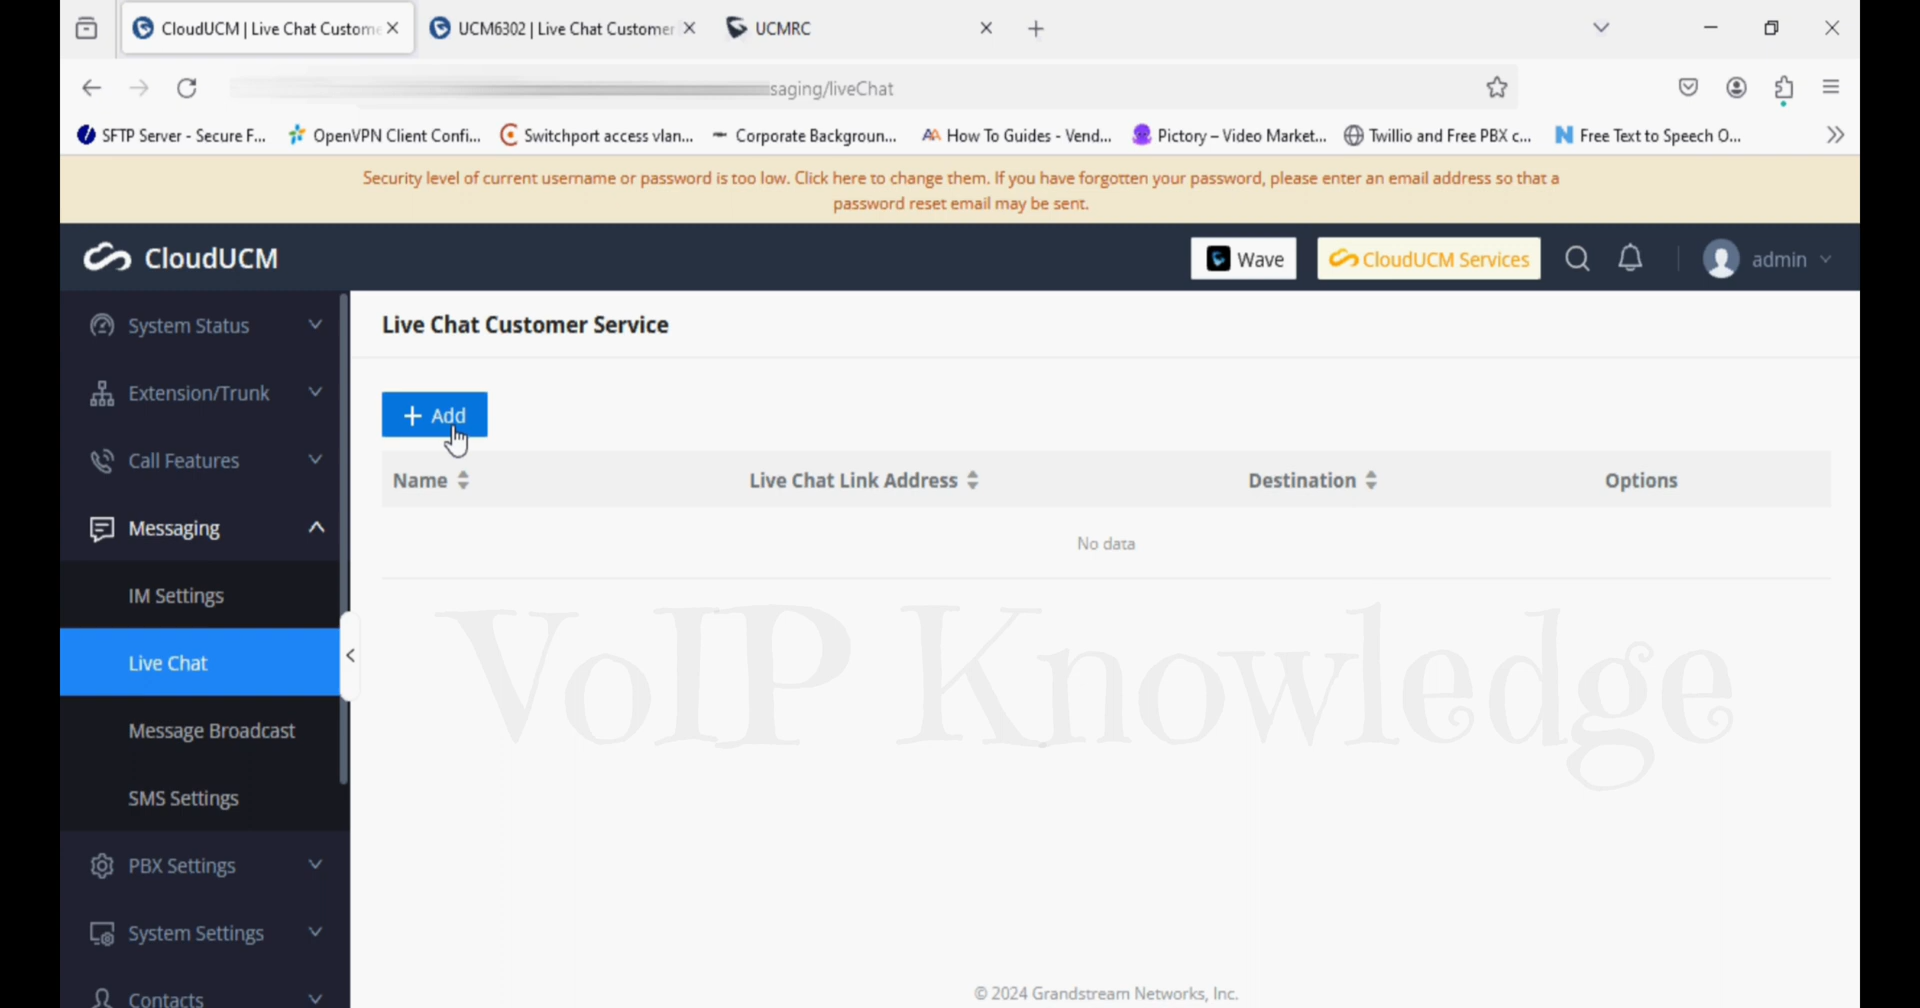 CloudUCM | Live Chat Custome
UCM6302 | Live Chat Customer
UCMRC
saging/liveChat
SFTP Server - Secure F...
OpenVPN Client Confi...
Switchport access vlan...
Corporate Backgroun...
How To Guides - Vend...
Pictory – Video Market...
Twillio and Free PBX c...
Free Text to Speech O...
Security level of current username or password is too low. Click here to change them. If you have forgotten your password, please enter an email address so that a
password reset email may be sent.
CloudUCM
Wave
CloudUCM Services
admin
System Status
Extension/Trunk
Call Features
Messaging
IM Settings
Live Chat
Message Broadcast
SMS Settings
PBX Settings
System Settings
Contacts
Live Chat Customer Service
+ Add
Name
Live Chat Link Address
Destination
Options
No data
VoIP Knowledge
© 2024 Grandstream Networks, Inc.